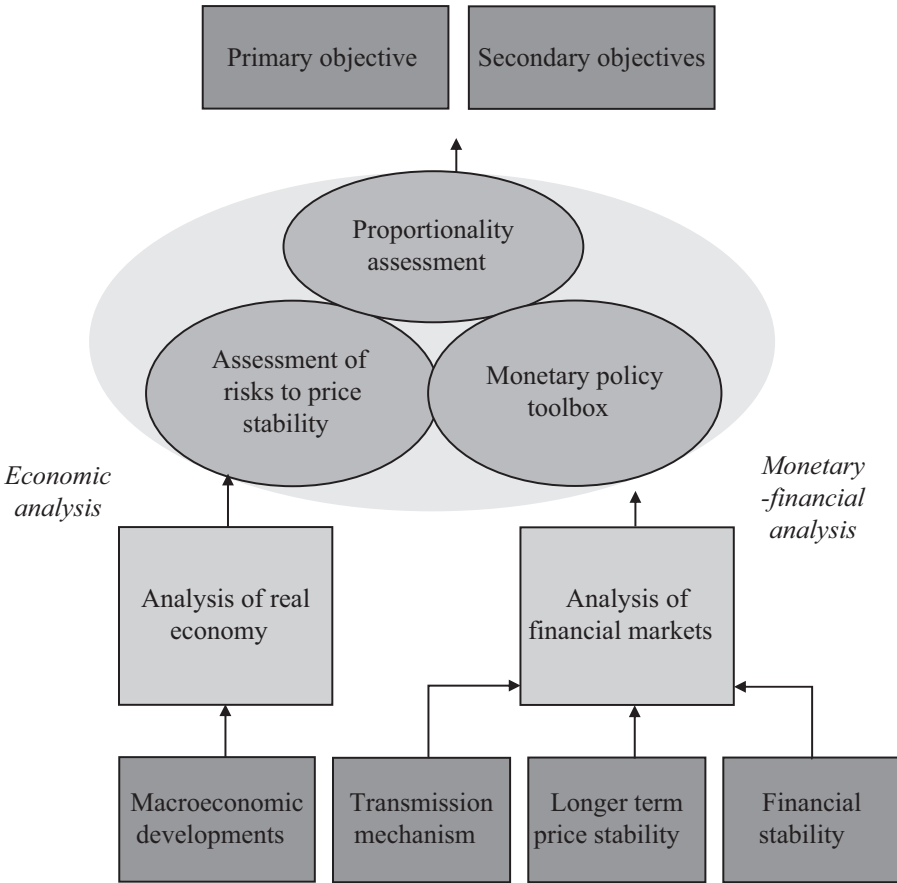 Primary objective
Secondary objectives
Proportionality
assessment
Assessment of
risks to price
stability
Monetary policy
toolbox
Economic
analysis
Monetary
-financial
analysis
Analysis of real
economy
Analysis of
financial markets
Macroeconomic
developments
Transmission
mechanism
Longer term
price stability
Financial
stability